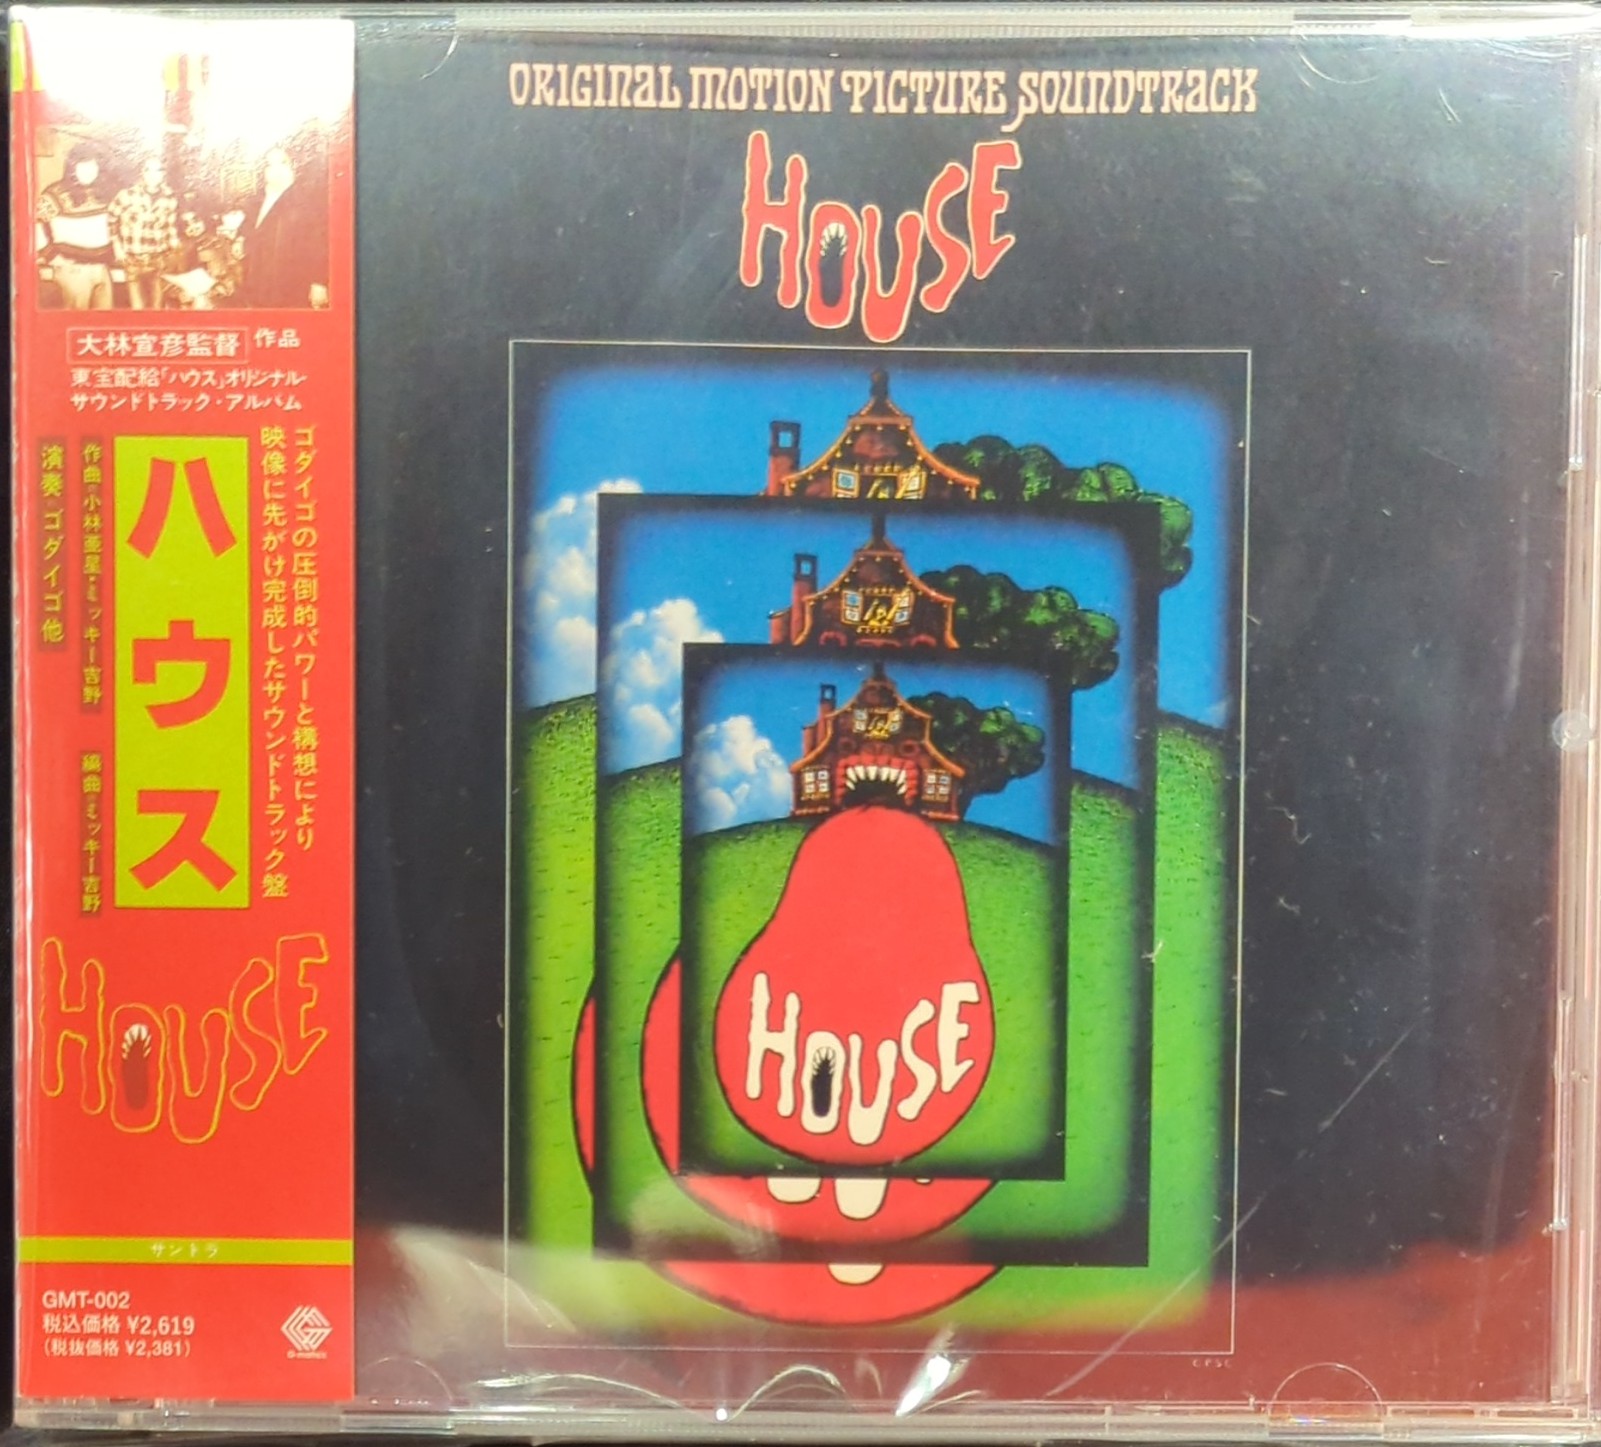 大林宣彦監督 作品
東宝配給「ハウス」オリジナル・
サウンドトラック・アルバム
ゴダイゴの圧倒的パワーと構想により
映像に先がけ完成したサウンドトラック盤
ハウス
作曲 小林亜星・ミッキー吉野 編曲・ミッキー吉野
演奏 ゴダイゴ 他
HOUSE
サントラ
GMT-002
税込価格 ¥2,619
(税抜価格 ¥2,381)
ORIGINAL MOTION PICTURE SOUNDTRACK
HOUSE
HOUSE